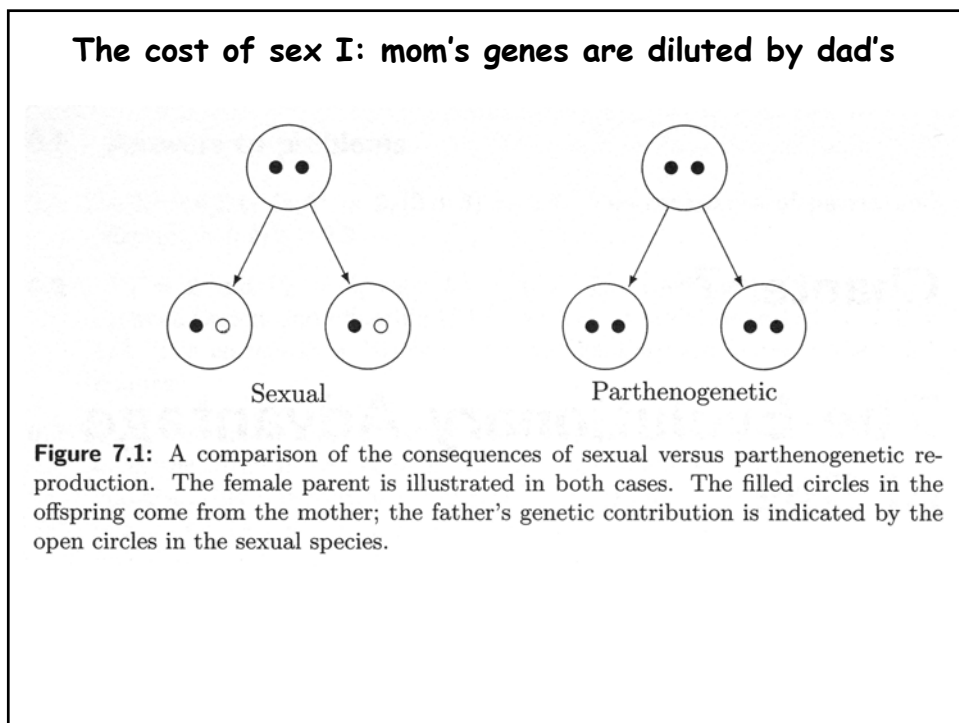 The cost of sex I: mom's genes are diluted by dad's
Sexual
Parthenogenetic
Figure 7.1: A comparison of the consequences of sexual versus parthenogenetic re-
production. The female parent is illustrated in both cases. The filled circles in the
offspring come from the mother; the father's genetic contribution is indicated by the
open circles in the sexual species.